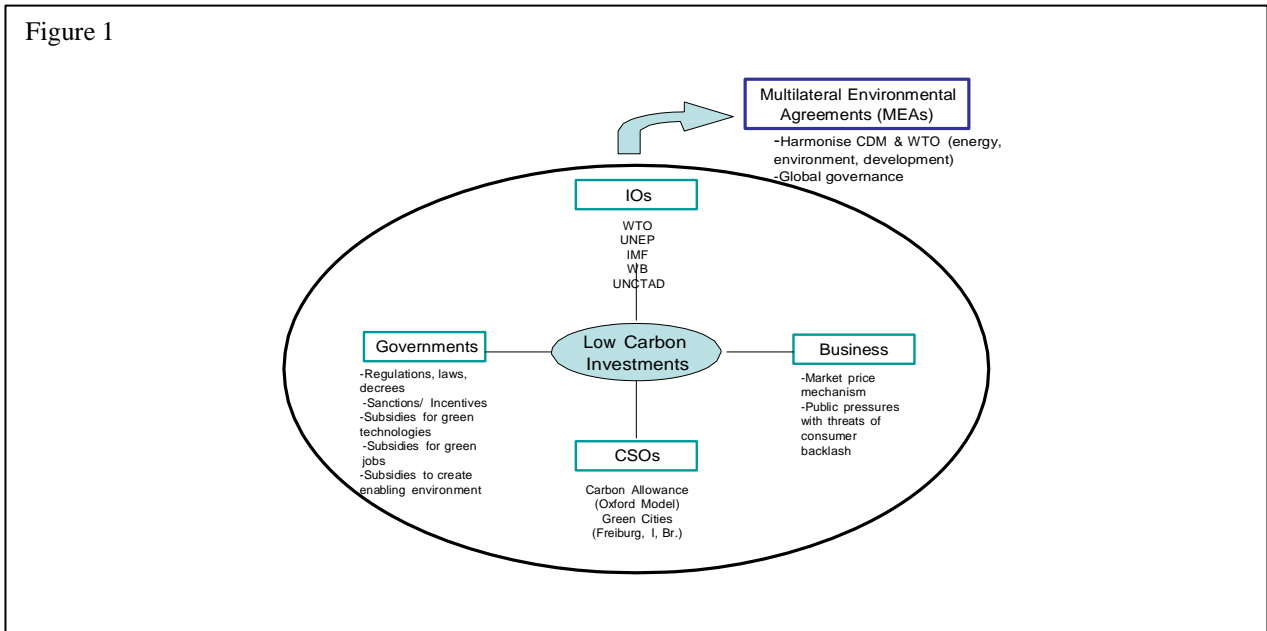 Figure 1
Multilateral Environmental
Agreements (MEAs)
-Harmonise CDM & WTO (energy,
environment, development)
-Global governance
IOs
WTO
UNEP
IMF
WB
UNCTAD
Governments
-Regulations, laws,
decrees
-Sanctions/ Incentives
-Subsidies for green
technologies
-Subsidies for green
jobs
-Subsidies to create
enabling environment
Low Carbon
Investments
Business
-Market price
mechanism
-Public pressures
with threats of
consumer
backlash
CSOs
Carbon Allowance
(Oxford Model)
Green Cities
(Freiburg, I, Br.)